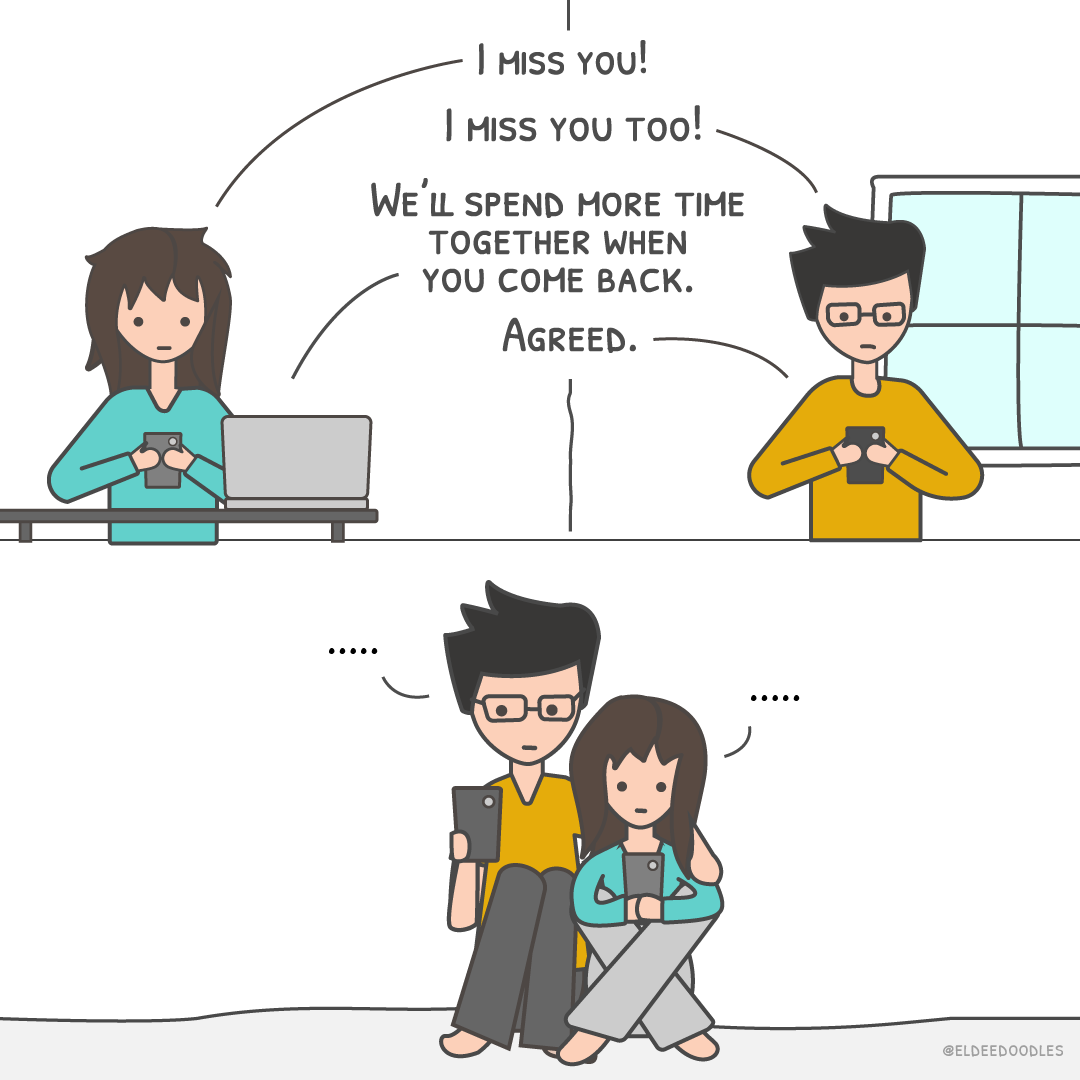 I MISS YOU!
I MISS YOU TOO!
WE'LL SPEND MORE TIME
TOGETHER WHEN
YOU COME BACK.
AGREED.
.....
.....
@ELDEEDOODLES